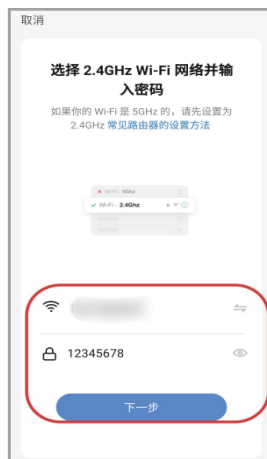 取消
选择 2.4GHz Wi-Fi 网络并输
入密码
如果你的 Wi-Fi 是 5GHz 的，请先设置为
2.4GHz 常见路由器的设置方法
Wi-Fi - 5Ghz
Wi-Fi - 2.4Ghz
12345678
下一步